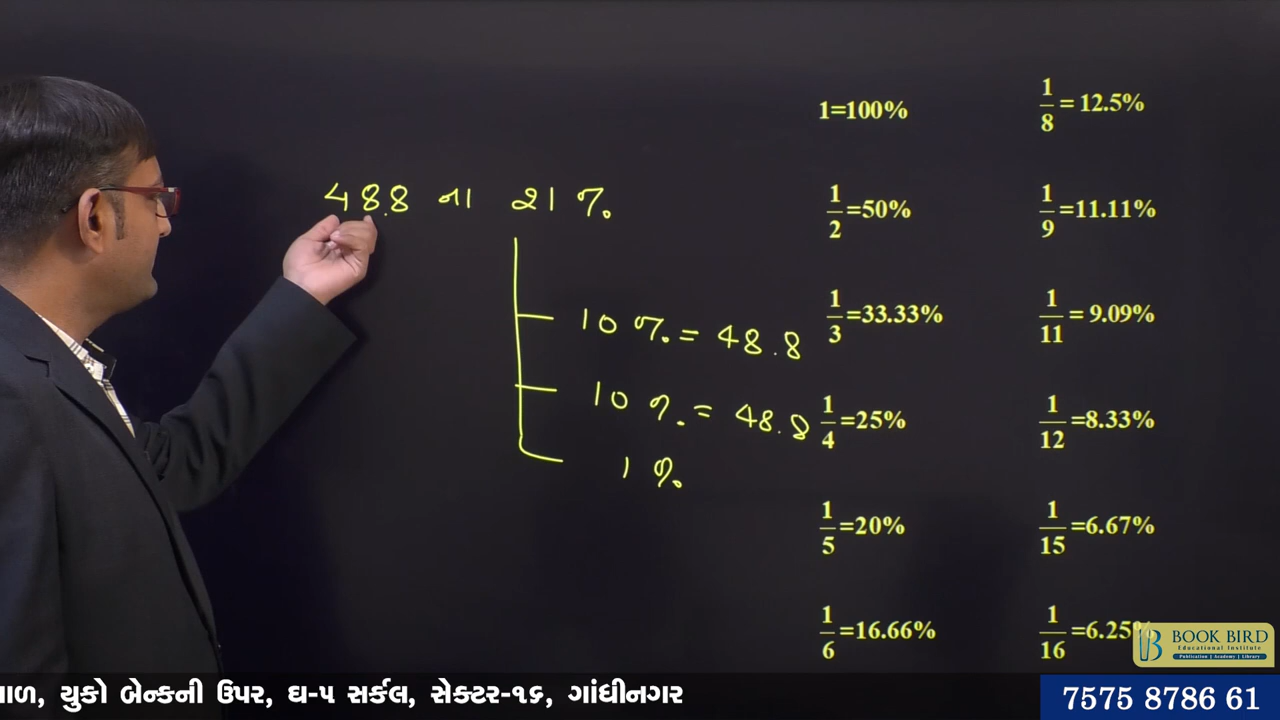 488 ના 21 %
10 % = 48.8
10 % = 48.8
1 %
1=100%
1/2=50%
1/3=33.33%
1/4=25%
1/5=20%
1/6=16.66%
1/8=12.5%
1/9=11.11%
1/11=9.09%
1/12=8.33%
1/15=6.67%
1/16=6.25%
BOOK BIRD
Educational Institute
Publication | Academy | Library
ચુકો બેન્કની ઉપર, ઘ-૫ સર્કલ, સેક્ટર-૧૬, ગાંધીનગર
7575 8786 61